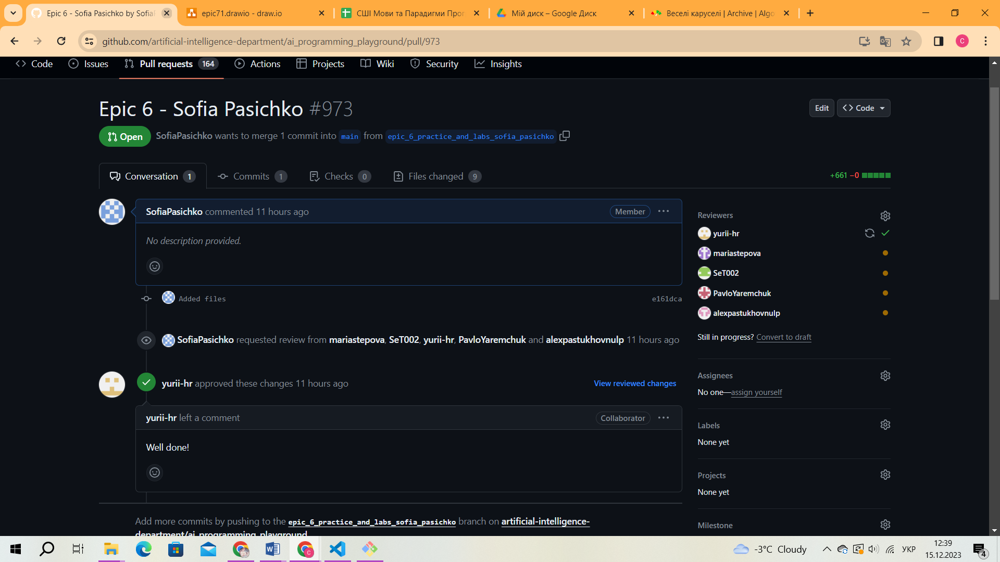 Epic 6 - Sofia Pasichko by SofiaP
epic71.drawio - draw.io
СШІ Мови та Парадигми Прог
Мій диск – Google Диск
Веселі каруселі | Archive | Algo
github.com/artificial-intelligence-department/ai_programming_playground/pull/973
C
Code Issues Pull requests 164 Actions Projects Wiki Security Insights
Epic 6 - Sofia Pasichko #973
Edit
Code
Open
SofiaPasichko wants to merge 1 commit into main from epic_6_practice_and_labs_sofia_pasichko
Conversation 1
Commits 1
Checks 0
Files changed 9
+661 −0
SofiaPasichko commented 11 hours ago
Member
No description provided.
Added files
e161dca
SofiaPasichko requested review from mariastepova, SeT002, yurii-hr, PavloYaremchuk and alexpastukhovnulp 11 hours ago
yurii-hr approved these changes 11 hours ago
View reviewed changes
yurii-hr left a comment
Collaborator
Well done!
Add more commits by pushing to the epic_6_practice_and_labs_sofia_pasichko branch on artificial-intelligence-
department/ai_programming_playground.
Reviewers
yurii-hr
mariastepova
SeT002
PavloYaremchuk
alexpastukhovnulp
Still in progress? Convert to draft
Assignees
No one—assign yourself
Labels
None yet
Projects
None yet
Milestone
-3°C Cloudy
УКР
12:39
15.12.2023
4